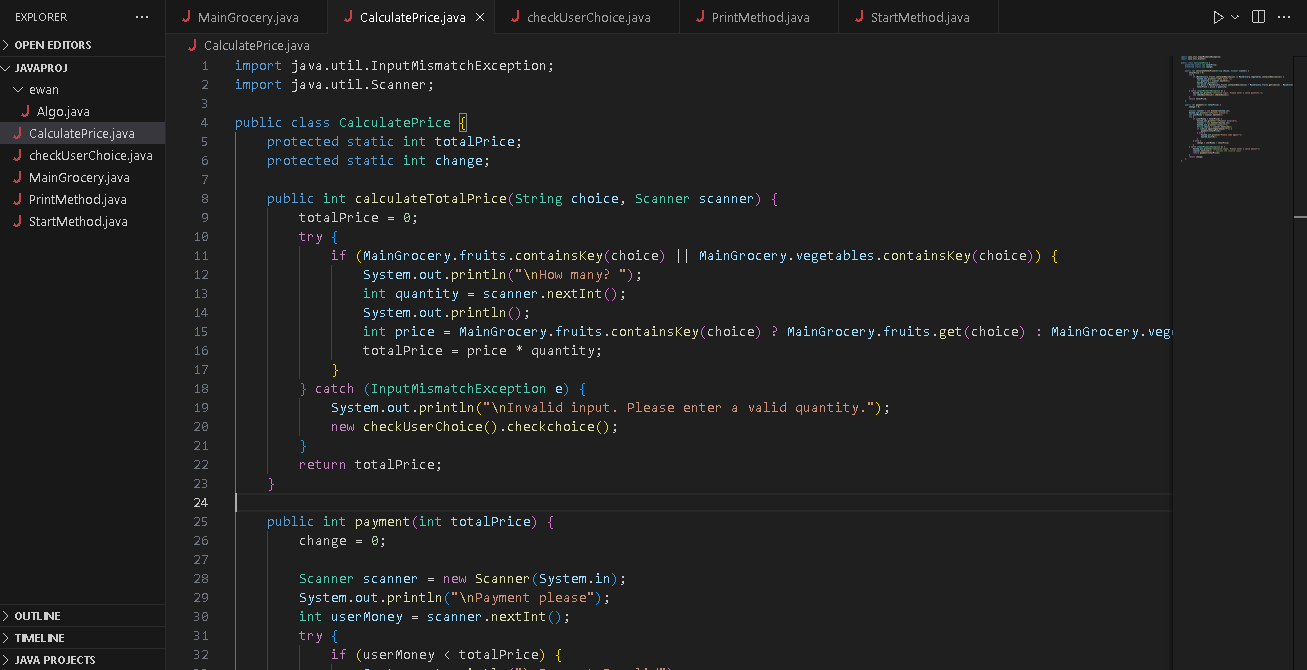 EXPLORER
MainGrocery.java
CalculatePrice.java
checkUserChoice.java
PrintMethod.java
StartMethod.java
OPEN EDITORS
JAVAPROJ
ewan
Algo.java
CalculatePrice.java
checkUserChoice.java
MainGrocery.java
PrintMethod.java
StartMethod.java
OUTLINE
TIMELINE
JAVA PROJECTS
CalculatePrice.java
1 import java.util.InputMismatchException;
2 import java.util.Scanner;
3
4 public class CalculatePrice {
5 protected static int totalPrice;
6 protected static int change;
7
8 public int calculateTotalPrice(String choice, Scanner scanner) {
9 totalPrice = 0;
10 try {
11 if (MainGrocery.fruits.containsKey(choice) || MainGrocery.vegetables.containsKey(choice)) {
12 System.out.println("\nHow many? ");
13 int quantity = scanner.nextInt();
14 System.out.println();
15 int price = MainGrocery.fruits.containsKey(choice) ? MainGrocery.fruits.get(choice) : MainGrocery.veg
16 totalPrice = price * quantity;
17 }
18 } catch (InputMismatchException e) {
19 System.out.println("\nInvalid input. Please enter a valid quantity.");
20 new checkUserChoice().checkchoice();
21 }
22 return totalPrice;
23 }
24
25 public int payment(int totalPrice) {
26 change = 0;
27
28 Scanner scanner = new Scanner(System.in);
29 System.out.println("\nPayment please");
30 int userMoney = scanner.nextInt();
31 try {
32 if (userMoney < totalPrice) {